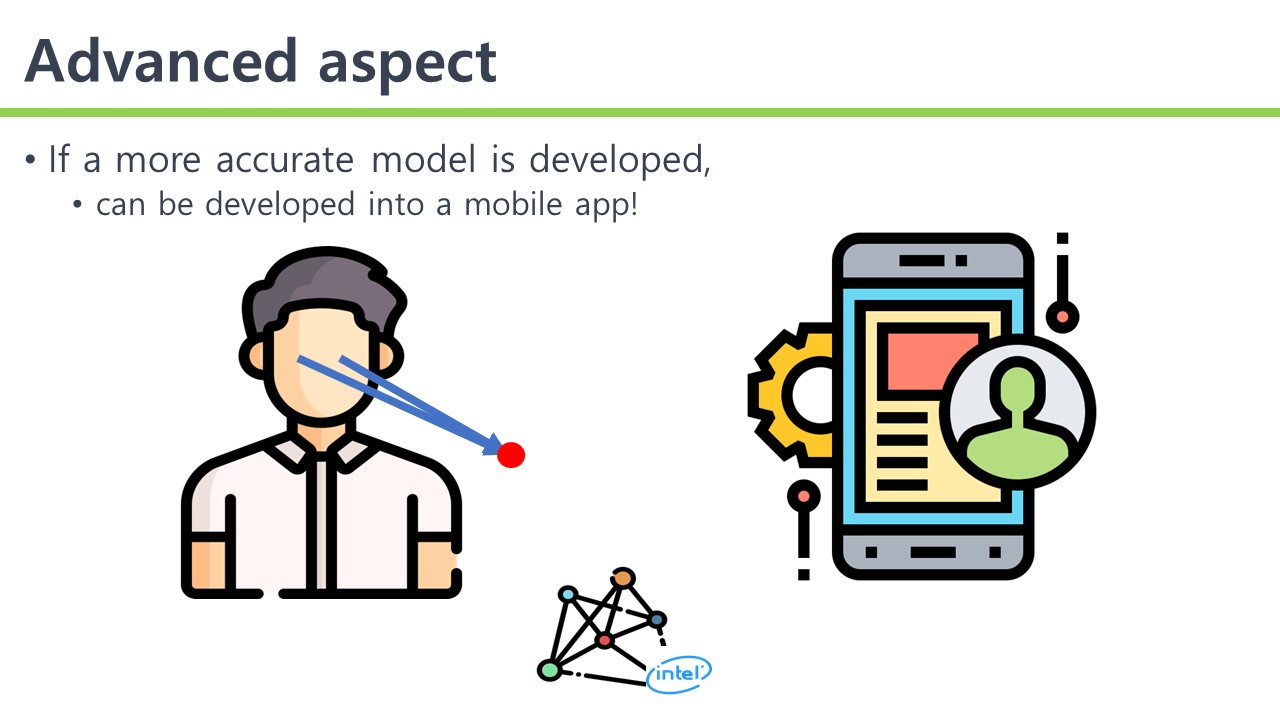 Advanced aspect
• If a more accurate model is developed,
• can be developed into a mobile app!
intel